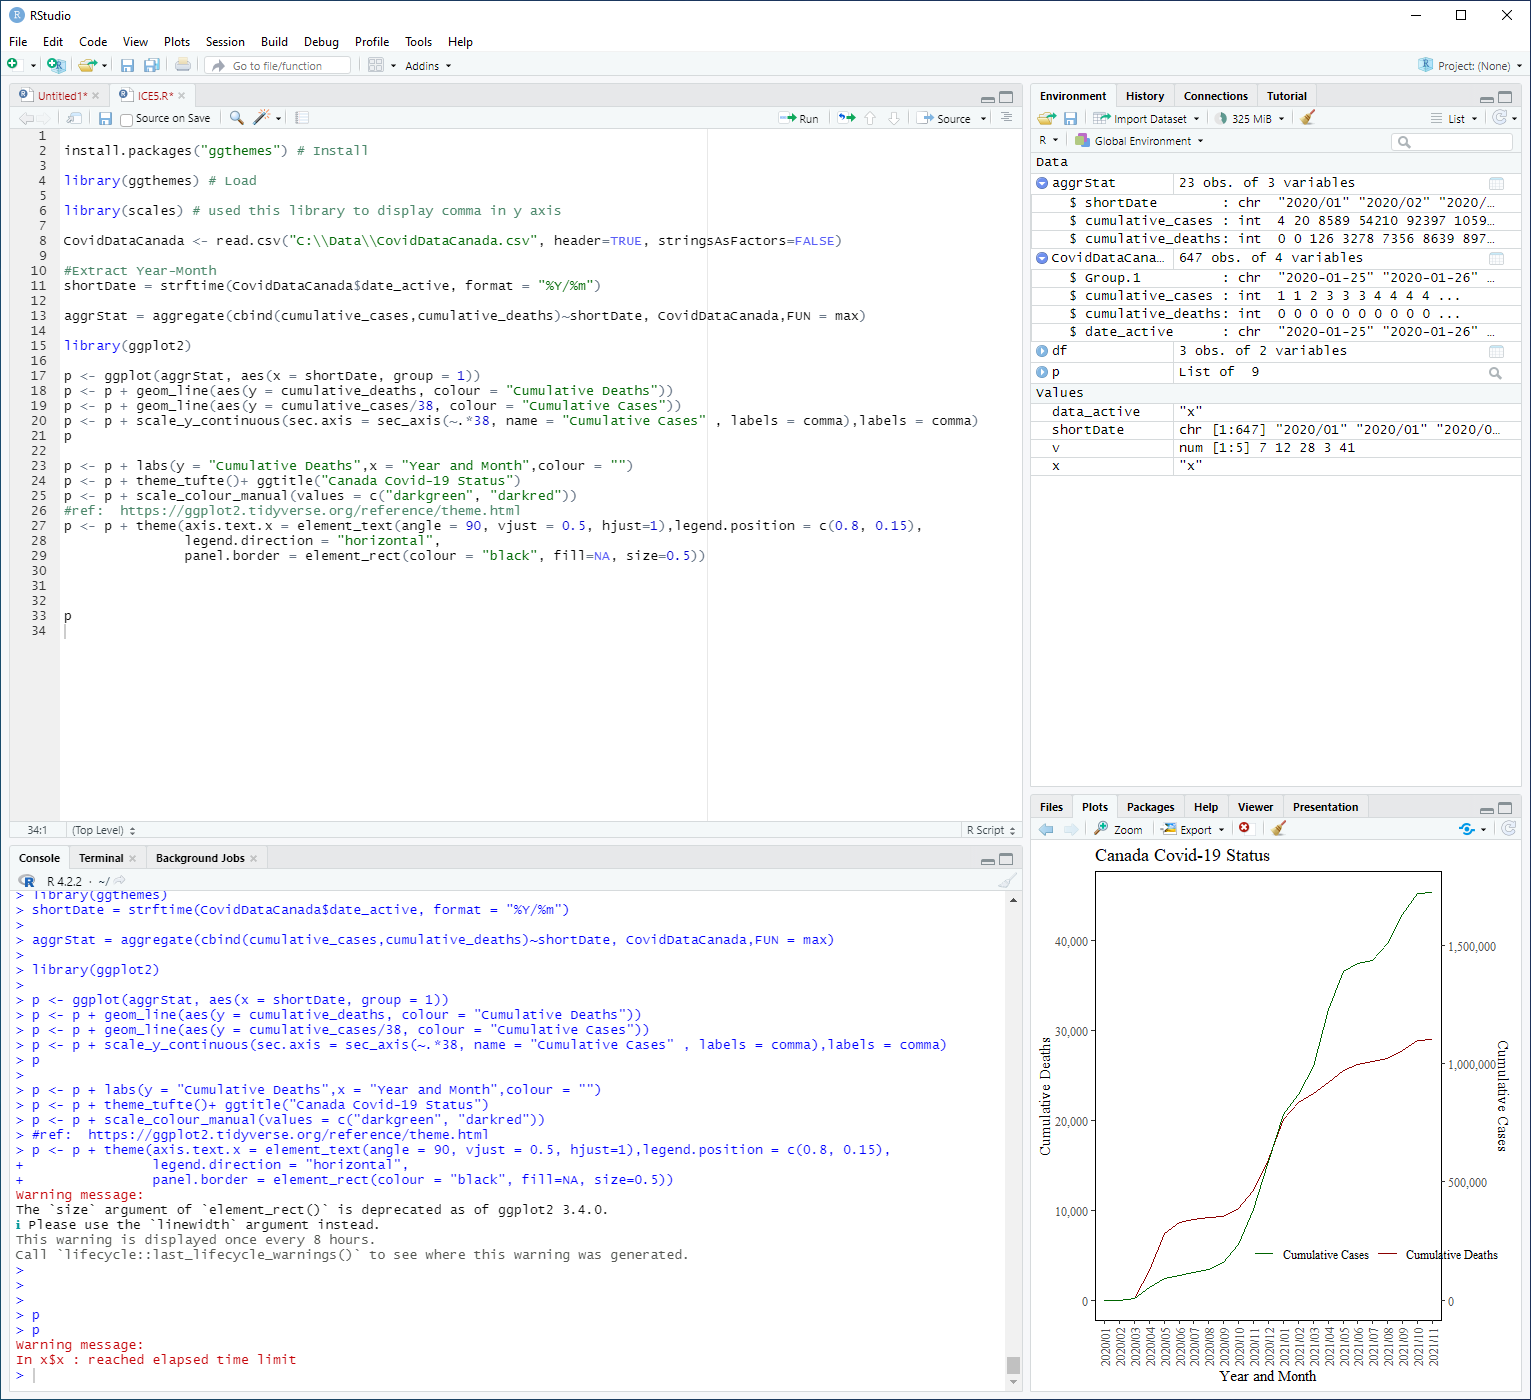 RStudio
File Edit Code View Plots Session Build Debug Profile Tools Help
Go to file/function Addins Project: (None)
Untitled1* ICE5.R*
Source on Save Run Source
1
2 install.packages("ggthemes") # Install
3
4 library(ggthemes) # Load
5
6 library(scales) # used this library to display comma in y axis
7
8 CovidDataCanada <- read.csv("C:\\Data\\CovidDataCanada.csv", header=TRUE, stringsAsFactors=FALSE)
9
10 #Extract Year-Month
11 shortDate = strftime(CovidDataCanada$date_active, format = "%Y/%m")
12
13 aggrStat = aggregate(cbind(cumulative_cases,cumulative_deaths)~shortDate, CovidDataCanada,FUN = max)
14
15 library(ggplot2)
16
17 p <- ggplot(aggrStat, aes(x = shortDate, group = 1))
18 p <- p + geom_line(aes(y = cumulative_deaths, colour = "Cumulative Deaths"))
19 p <- p + geom_line(aes(y = cumulative_cases/38, colour = "Cumulative Cases"))
20 p <- p + scale_y_continuous(sec.axis = sec_axis(~.*38, name = "Cumulative Cases" , labels = comma),labels = comma)
21 p
22
23 p <- p + labs(y = "Cumulative Deaths",x = "Year and Month",colour = "")
24 p <- p + theme_tufte()+ ggtitle("Canada Covid-19 Status")
25 p <- p + scale_colour_manual(values = c("darkgreen", "darkred"))
26 #ref:  https://ggplot2.tidyverse.org/reference/theme.html
27 p <- p + theme(axis.text.x = element_text(angle = 90, vjust = 0.5, hjust=1),legend.position = c(0.8, 0.15),
28 legend.direction = "horizontal",
29 panel.border = element_rect(colour = "black", fill=NA, size=0.5))
30
31
32
33 p
34
34:1 (Top Level) R Script
Console Terminal Background Jobs
R R 4.2.2 · ~/
> library(ggthemes)
> shortDate = strftime(CovidDataCanada$date_active, format = "%Y/%m")
>
> aggrStat = aggregate(cbind(cumulative_cases,cumulative_deaths)~shortDate, CovidDataCanada,FUN = max)
>
> library(ggplot2)
>
> p <- ggplot(aggrStat, aes(x = shortDate, group = 1))
> p <- p + geom_line(aes(y = cumulative_deaths, colour = "Cumulative Deaths"))
> p <- p + geom_line(aes(y = cumulative_cases/38, colour = "Cumulative Cases"))
> p <- p + scale_y_continuous(sec.axis = sec_axis(~.*38, name = "Cumulative Cases" , labels = comma),labels = comma)
> p
>
> p <- p + labs(y = "Cumulative Deaths",x = "Year and Month",colour = "")
> p <- p + theme_tufte()+ ggtitle("Canada Covid-19 Status")
> p <- p + scale_colour_manual(values = c("darkgreen", "darkred"))
> #ref:  https://ggplot2.tidyverse.org/reference/theme.html
> p <- p + theme(axis.text.x = element_text(angle = 90, vjust = 0.5, hjust=1),legend.position = c(0.8, 0.15),
+ legend.direction = "horizontal",
+ panel.border = element_rect(colour = "black", fill=NA, size=0.5))
Warning message:
The `size` argument of `element_rect()` is deprecated as of ggplot2 3.4.0.
i Please use the `linewidth` argument instead.
This warning is displayed once every 8 hours.
Call `lifecycle::last_lifecycle_warnings()` to see where this warning was generated.
>
>
>
> p
> p
Warning message:
In x$x : reached elapsed time limit
>
Environment History Connections Tutorial
Import Dataset 325 MiB List
R Global Environment
Data
aggrStat 23 obs. of 3 variables
$ shortDate : chr "2020/01" "2020/02" "2020/…
$ cumulative_cases : int 4 20 8589 54210 92397 1059…
$ cumulative_deaths: int 0 0 126 3278 7356 8639 897…
CovidDataCana… 647 obs. of 4 variables
$ Group.1 : chr "2020-01-25" "2020-01-26" …
$ cumulative_cases : int 1 1 2 3 3 3 4 4 4 4 ...
$ cumulative_deaths: int 0 0 0 0 0 0 0 0 0 0 ...
$ date_active : chr "2020-01-25" "2020-01-26" …
df 3 obs. of 2 variables
p List of 9
Values
data_active "x"
shortDate chr [1:647] "2020/01" "2020/01" "2020/0…
v num [1:5] 7 12 28 3 41
x "x"
Files Plots Packages Help Viewer Presentation
Zoom Export
Canada Covid-19 Status
Cumulative Deaths
40,000
30,000
20,000
10,000
0
1,500,000
1,000,000
500,000
0
Cumulative Cases
Cumulative Cases Cumulative Deaths
2020/01 2020/02 2020/03 2020/04 2020/05 2020/06 2020/07 2020/08 2020/09 2020/10 2020/11 2020/12 2021/01 2021/02 2021/03 2021/04 2021/05 2021/06 2021/07 2021/08 2021/09 2021/10 2021/11
Year and Month